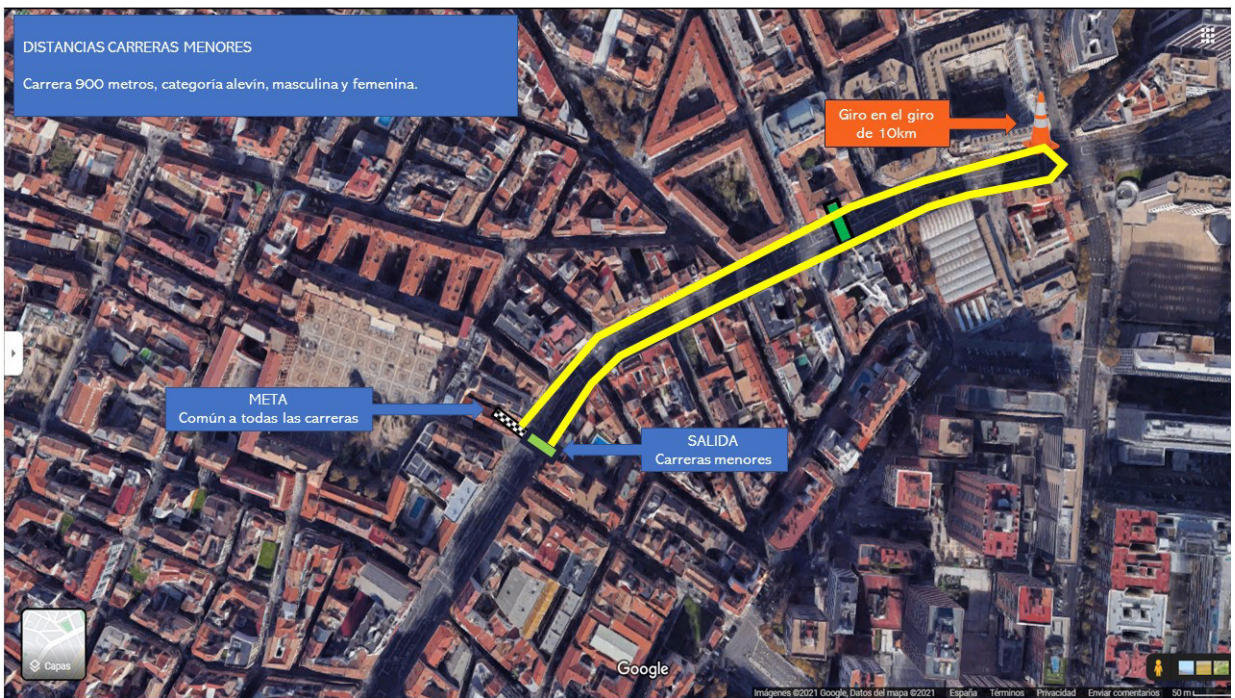 DISTANCIAS CARRERAS MENORES
Carrera 900 metros, categoría alevín, masculina y femenina.
Giro en el giro
de 10km
META
Común a todas las carreras
SALIDA
Carreras menores
Capas
Google
Imágenes ©2021 Google, Datos del mapa ©2021 España Términos Privacidad Enviar comentarios 50 m